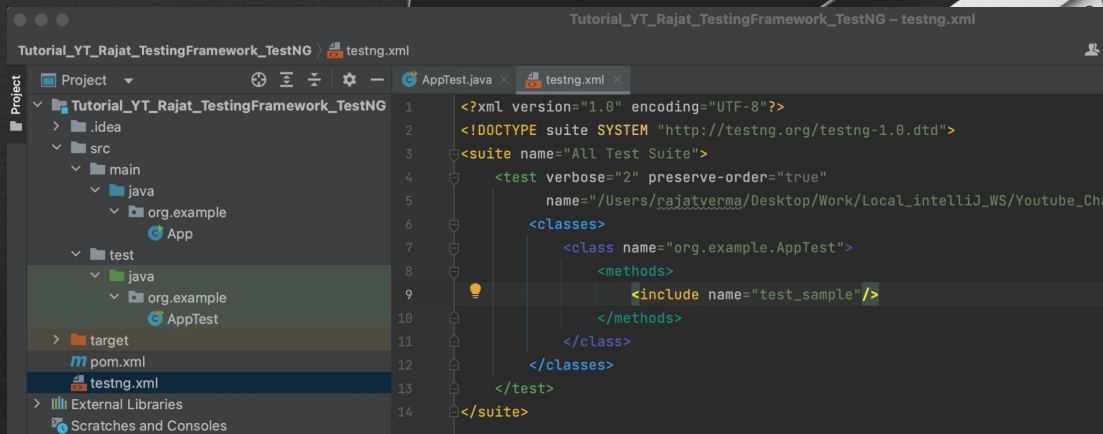 Tutorial_YT_Rajat_TestingFramework_TestNG – testng.xml
Tutorial_YT_Rajat_TestingFramework_TestNG 〉 testng.xml
Project
Project
Tutorial_YT_Rajat_TestingFramework_TestNG
.idea
src
main
java
org.example
App
test
java
org.example
AppTest
target
pom.xml
testng.xml
External Libraries
Scratches and Consoles
AppTest.java × testng.xml ×
1 <?xml version="1.0" encoding="UTF-8"?>
2 <!DOCTYPE suite SYSTEM "http://testng.org/testng-1.0.dtd">
3 <suite name="All Test Suite">
4 <test verbose="2" preserve-order="true"
5 name="/Users/rajatverma/Desktop/Work/Local_intelliJ_WS/Youtube_Cha
6 <classes>
7 <class name="org.example.AppTest">
8 <methods>
9 <include name="test_sample"/>
10 </methods>
11 </class>
12 </classes>
13 </test>
14 </suite>